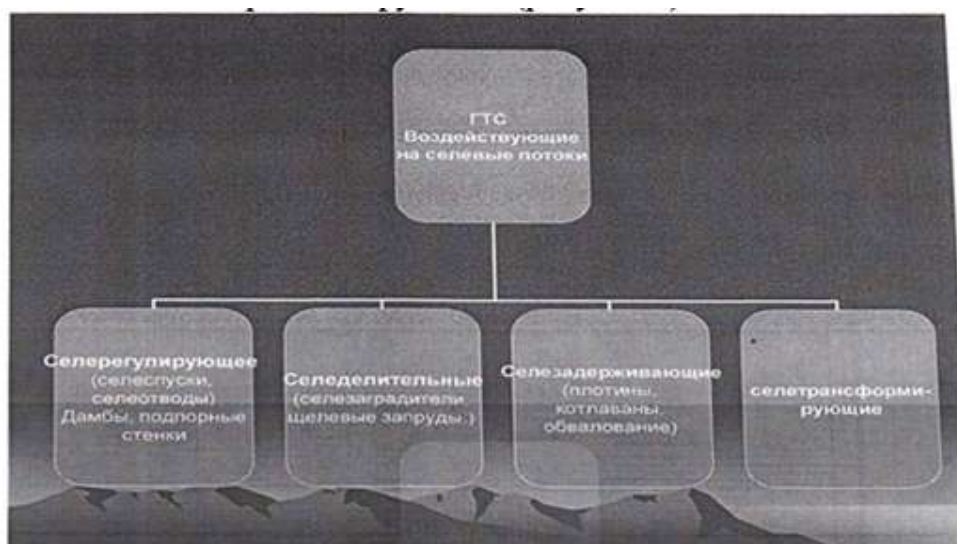 ГТС
Воздействующие
на селевые потоки
Селерегулирующее
(селеспуски,
селеотводы)
Дамбы, подпорные
стенки
Селеделительные
(селезаградители
щелевые запруды.)
Селезадерживающие
(плотины,
котлаваны,
обвалование)
селетрансформи-
рующие